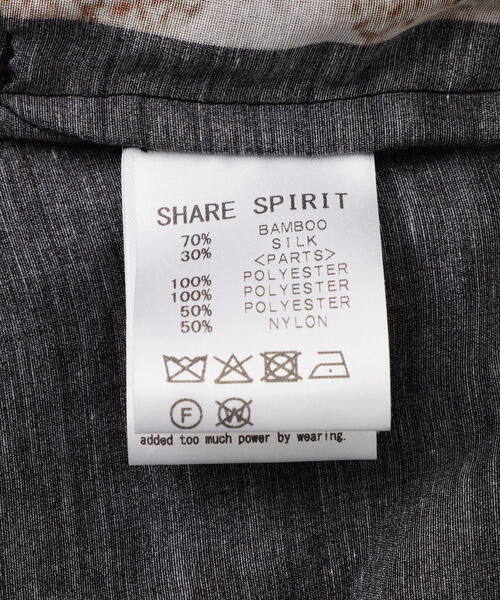 SHARE SPIRIT
70% BAMBOO
30% SILK
<PARTS>
100% POLYESTER
100% POLYESTER
50% POLYESTER
50% NYLON
F W
added too much power by wearing.